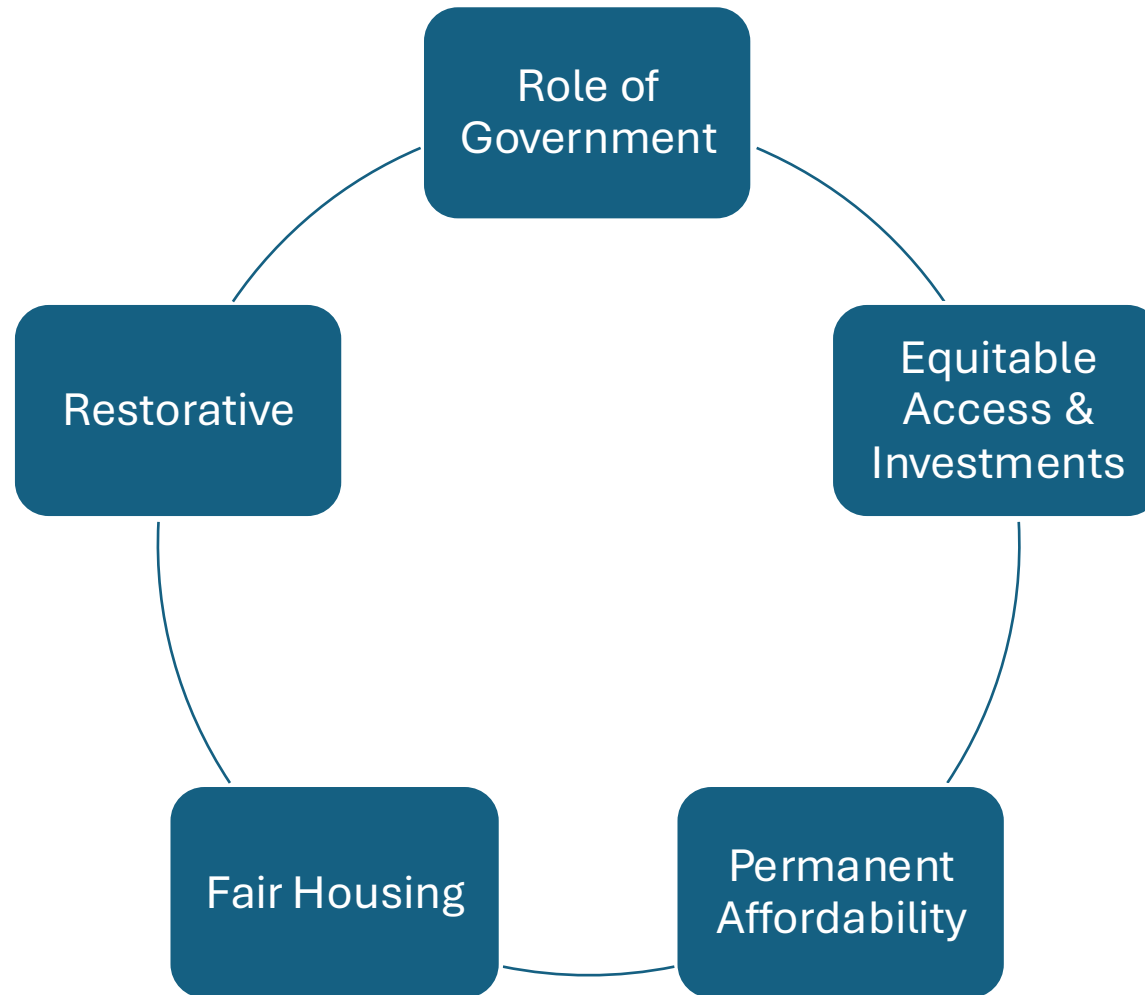 Role of
Government
Equitable
Access &
Investments
Permanent
Affordability
Fair Housing
Restorative